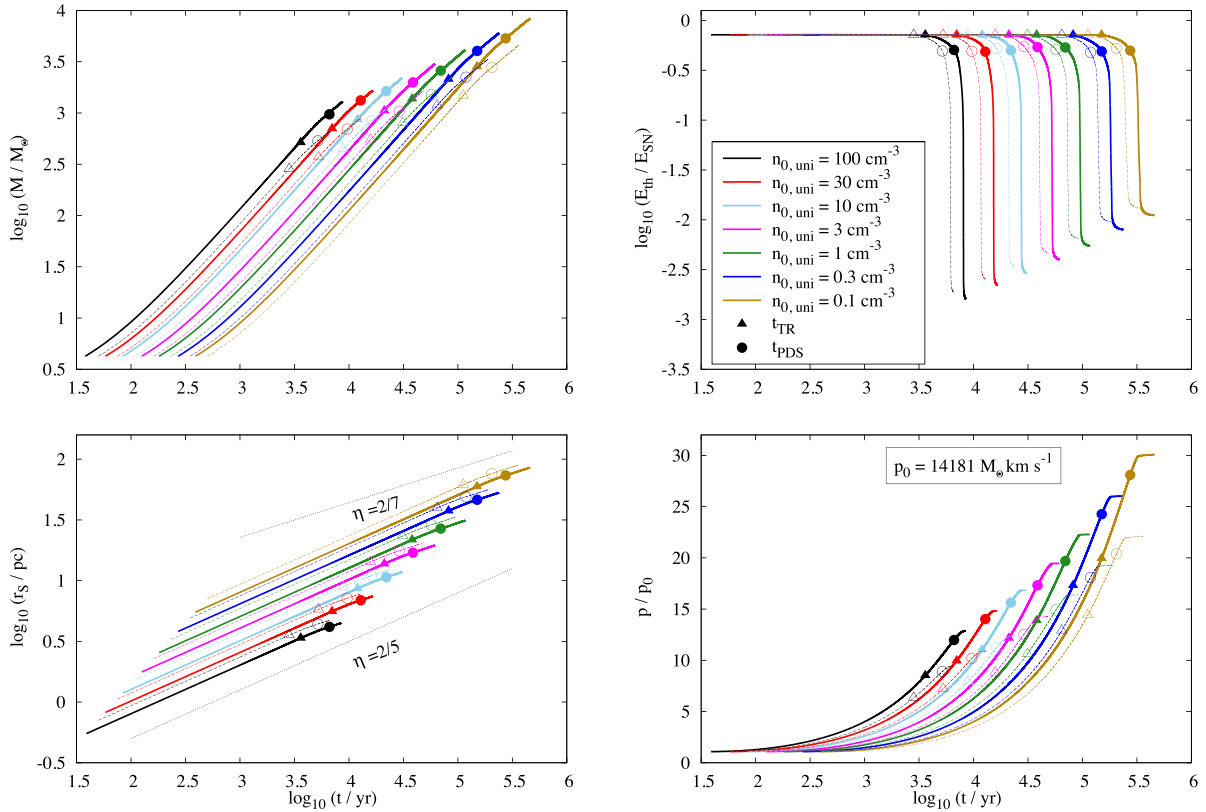 log₁₀ (M / M☉)
4
3.5
3
2.5
2
1.5
1
0.5
1.5 2 2.5 3 3.5 4 4.5 5 5.5 6
log₁₀ (E_th / E_SN)
0
-0.5
-1
-1.5
-2
-2.5
-3
-3.5
1.5 2 2.5 3 3.5 4 4.5 5 5.5 6
n₀, uni = 100 cm⁻³
n₀, uni = 30 cm⁻³
n₀, uni = 10 cm⁻³
n₀, uni = 3 cm⁻³
n₀, uni = 1 cm⁻³
n₀, uni = 0.3 cm⁻³
n₀, uni = 0.1 cm⁻³
t_TR
t_PDS
log₁₀ (r_S / pc)
2
1.5
1
0.5
0
-0.5
η = 2/7
η = 2/5
1.5 2 2.5 3 3.5 4 4.5 5 5.5 6
log₁₀ (t / yr)
p / p₀
30
25
20
15
10
5
0
p₀ = 14181 M☉ km s⁻¹
1.5 2 2.5 3 3.5 4 4.5 5 5.5 6
log₁₀ (t / yr)